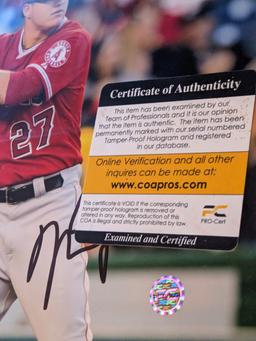 27
Certificate of Authenticity
This item has been examined by our
Team of Professionals and it is our opinion
that the item is authentic. The item has been
permanently marked with our serial numbered
Tamper-Proof Hologram and registered
in our database.
Online Verification and all other
inquires can be made at:
www.coapros.com
This certificate is VOID if the corresponding
tamper-proof hologram is removed or
altered in any way. Reproduction of this
COA is illegal and strictly prohibited by law.
PRO-Cert
Examined and Certified